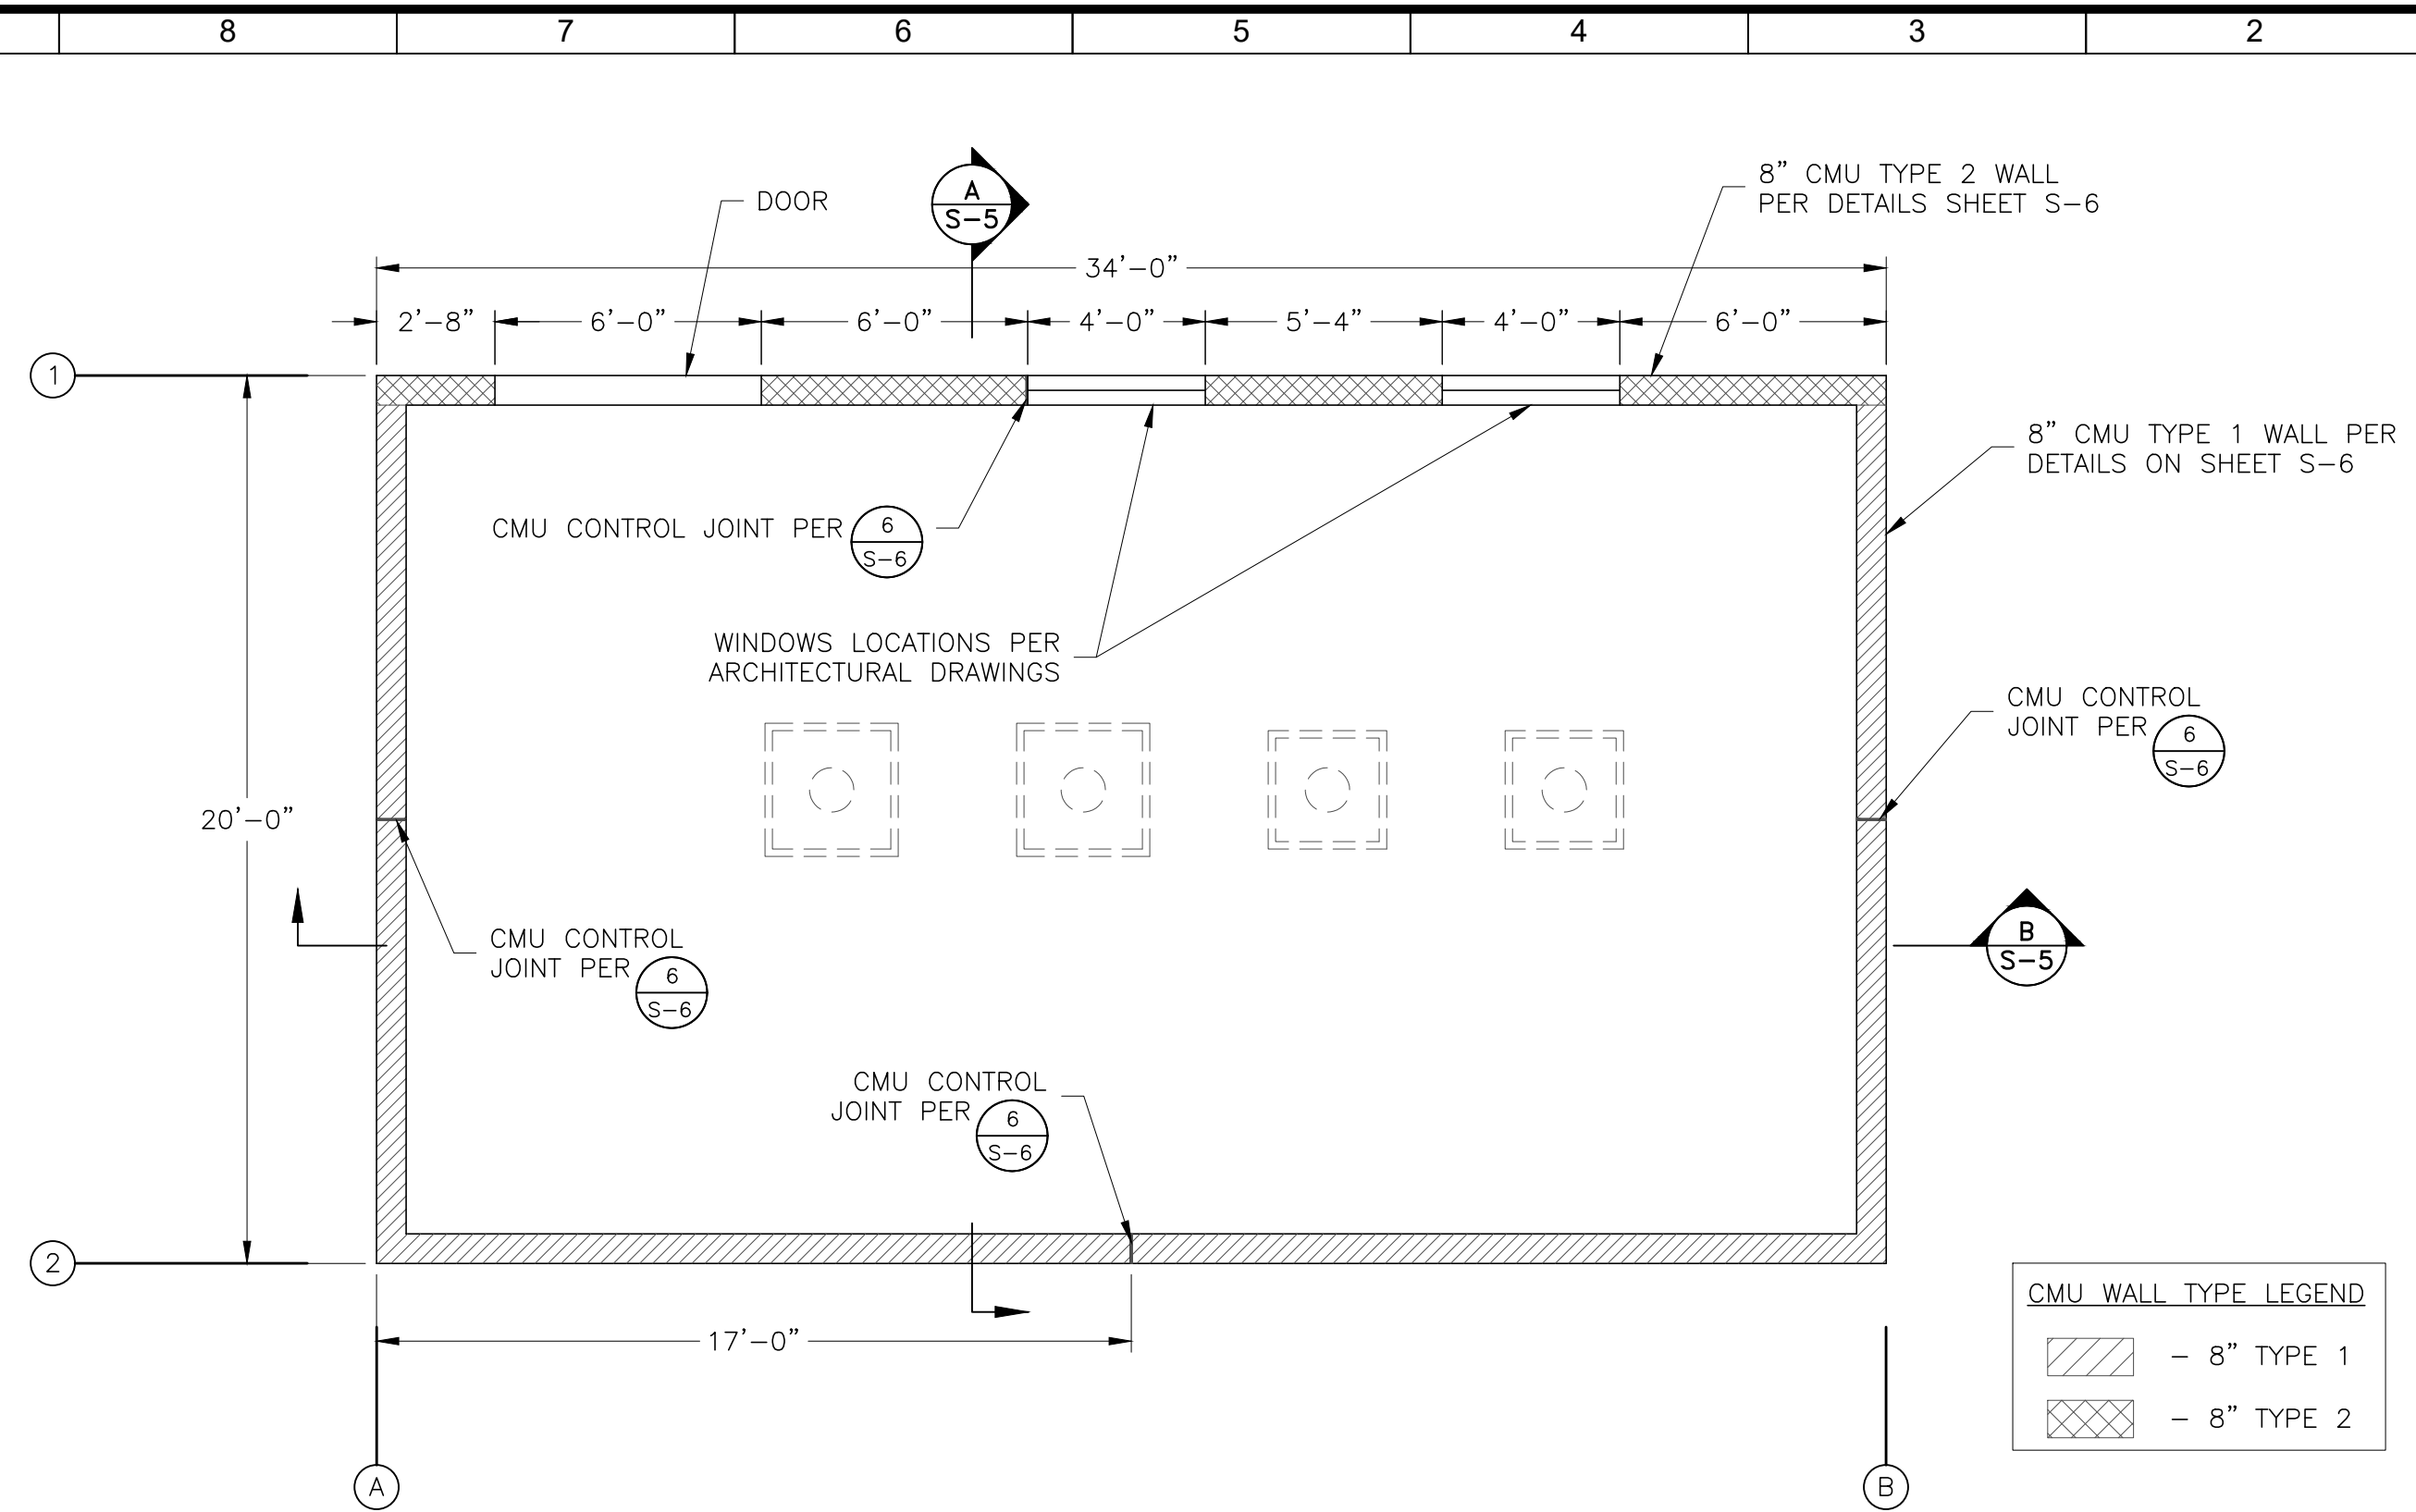 8 7 6 5 4 3 2
A
S-5
DOOR
8" CMU TYPE 2 WALL
PER DETAILS SHEET S-6
34'-0"
2'-8" 6'-0" 6'-0" 4'-0" 5'-4" 4'-0" 6'-0"
1
8" CMU TYPE 1 WALL PER
DETAILS ON SHEET S-6
CMU CONTROL JOINT PER
6
S-6
WINDOWS LOCATIONS PER
ARCHITECTURAL DRAWINGS
CMU CONTROL
JOINT PER
6
S-6
20'-0"
CMU CONTROL
JOINT PER
6
S-6
B
S-5
CMU CONTROL
JOINT PER
6
S-6
2
17'-0"
CMU WALL TYPE LEGEND
- 8" TYPE 1
- 8" TYPE 2
A
B